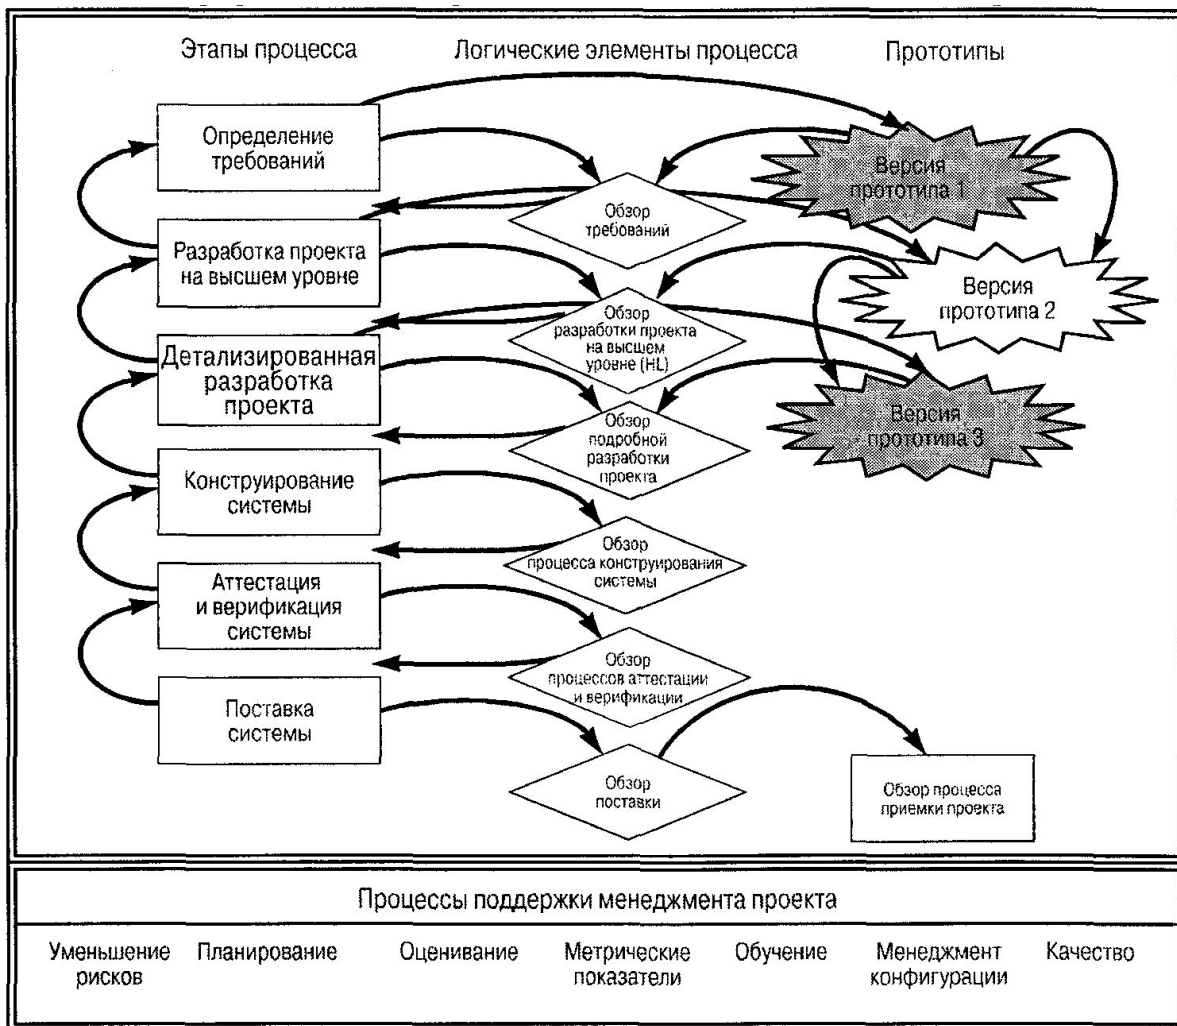 Этапы процесса
Логические элементы процесса
Прототипы
Определение
требований
Версия
прототипа 1
Обзор
требований
Разработка проекта
на высшем уровне
Версия
прототипа 2
Обзор
разработки проекта
на высшем
уровне (HL)
Детализированная
разработка
проекта
Версия
прототипа 3
Обзор
подробной
разработки
проекта
Конструирование
системы
Обзор
процесса конструирования
системы
Аттестация
и верификация
системы
Обзор
процессов аттестации
и верификации
Поставка
системы
Обзор
поставки
Обзор процесса
приемки проекта
Процессы поддержки менеджмента проекта
Уменьшение
рисков
Планирование
Оценивание
Метрические
показатели
Обучение
Менеджмент
конфигурации
Качество